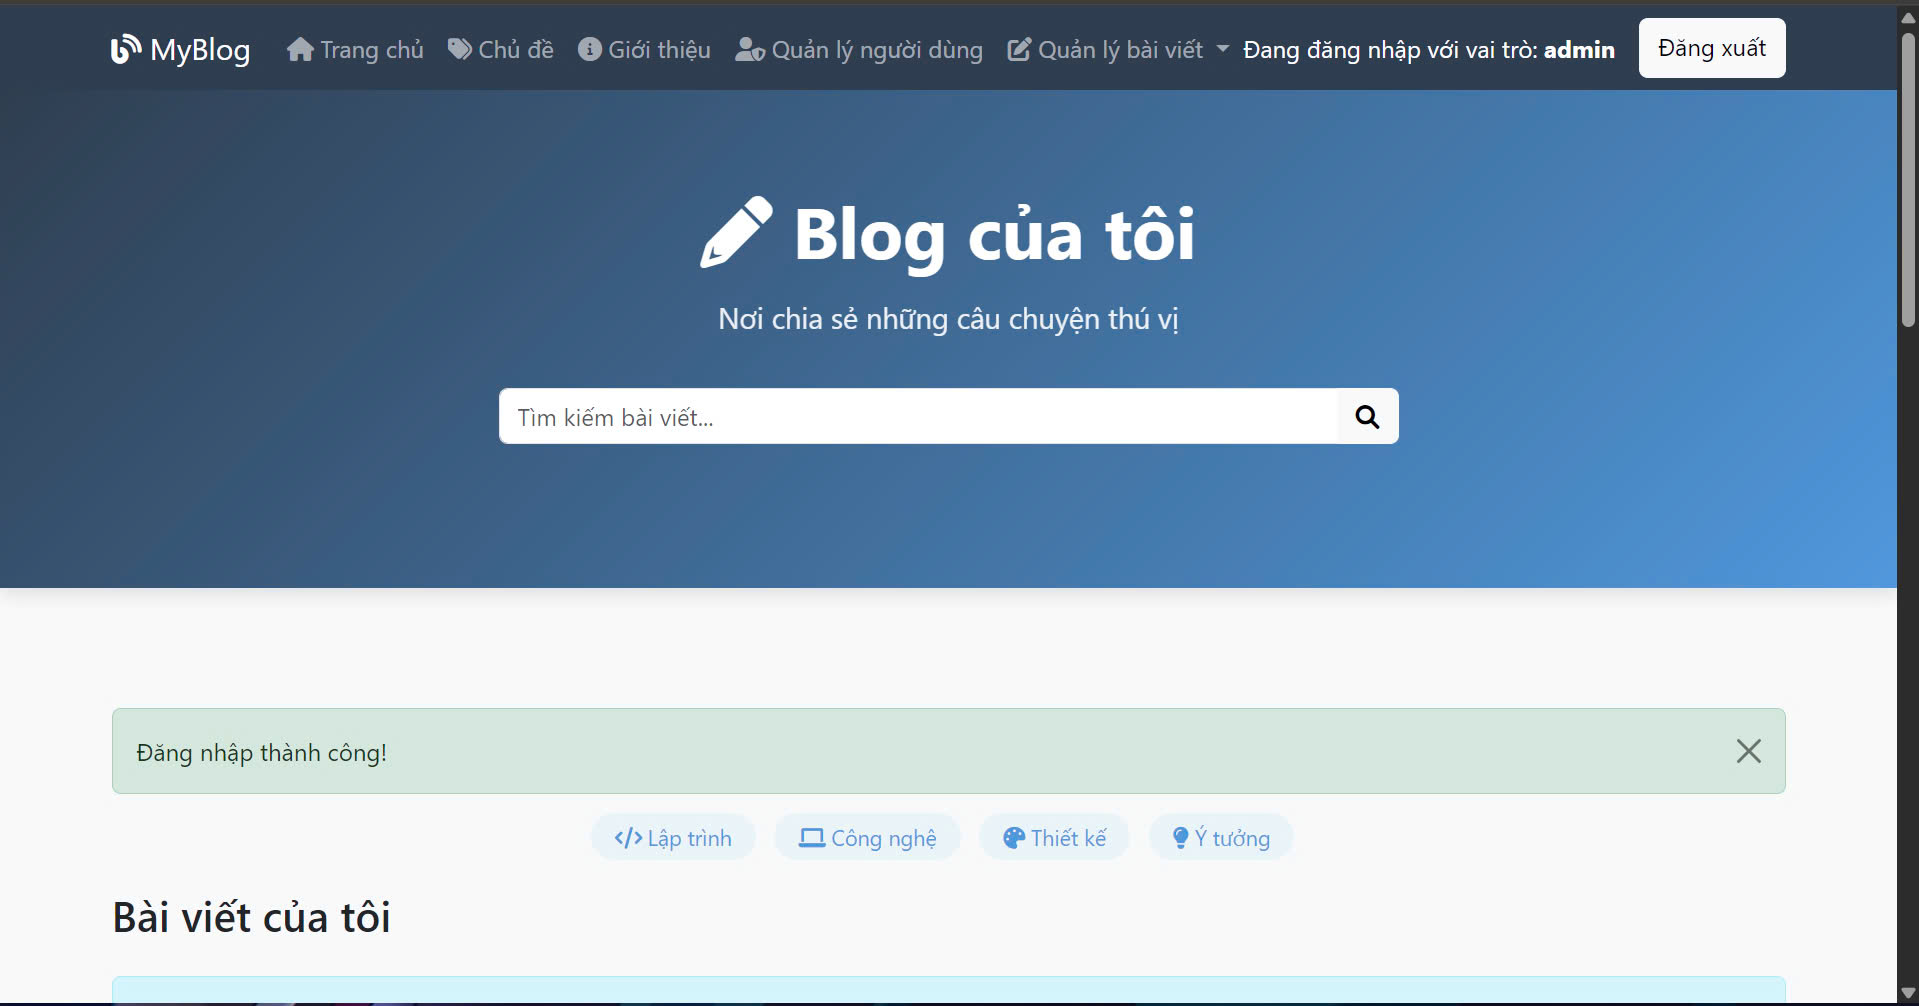 MyBlog Trang chủ Chủ đề Giới thiệu Quản lý người dùng Quản lý bài viết Đang đăng nhập với vai trò: admin Đăng xuất
Blog của tôi
Nơi chia sẻ những câu chuyện thú vị
Tìm kiếm bài viết...
Đăng nhập thành công!
Lập trình Công nghệ Thiết kế Ý tưởng
Bài viết của tôi